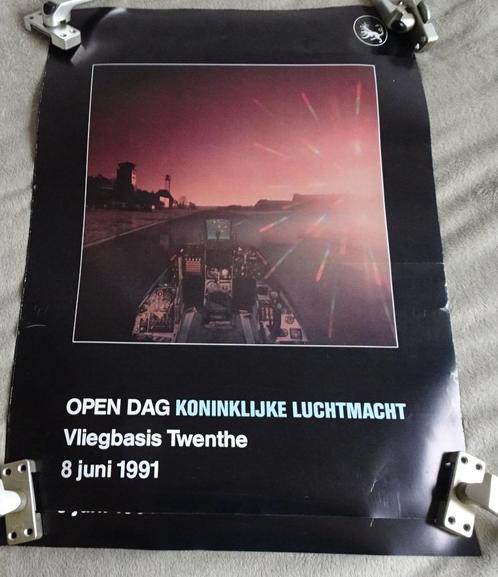 OPEN DAG KONINKLIJKE LUCHTMACHT
Vliegbasis Twenthe
8 juni 1991